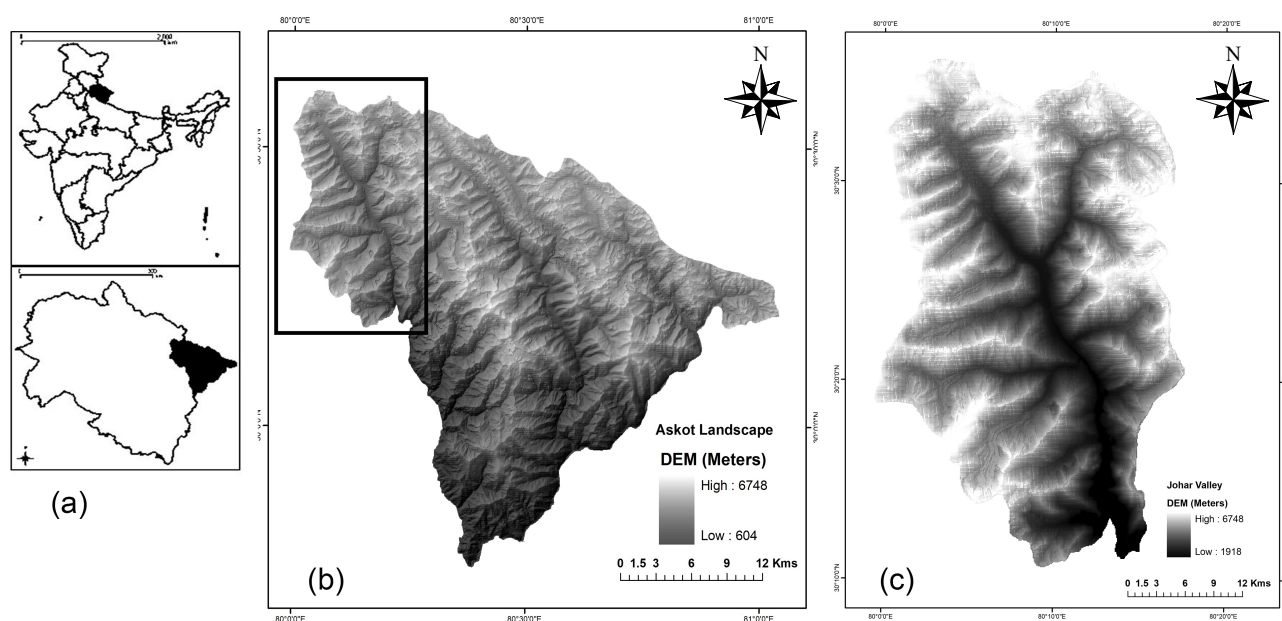 2,000
km
(a)
80°0'0"E
80°30'0"E
81°0'0"E
N
Askot Landscape
DEM (Meters)
High : 6748
Low : 604
0 1.5 3 6 9 12 Kms
(b)
80°0'0"E
80°30'0"E
81°0'0"E
80°0'0"E
80°10'0"E
80°20'0"E
N
30°30'0"N
30°20'0"N
30°10'0"N
Johar Valley
DEM (Meters)
High : 6748
Low : 1918
0 1.5 3 6 9 12 Kms
(c)
80°0'0"E
80°10'0"E
80°20'0"E